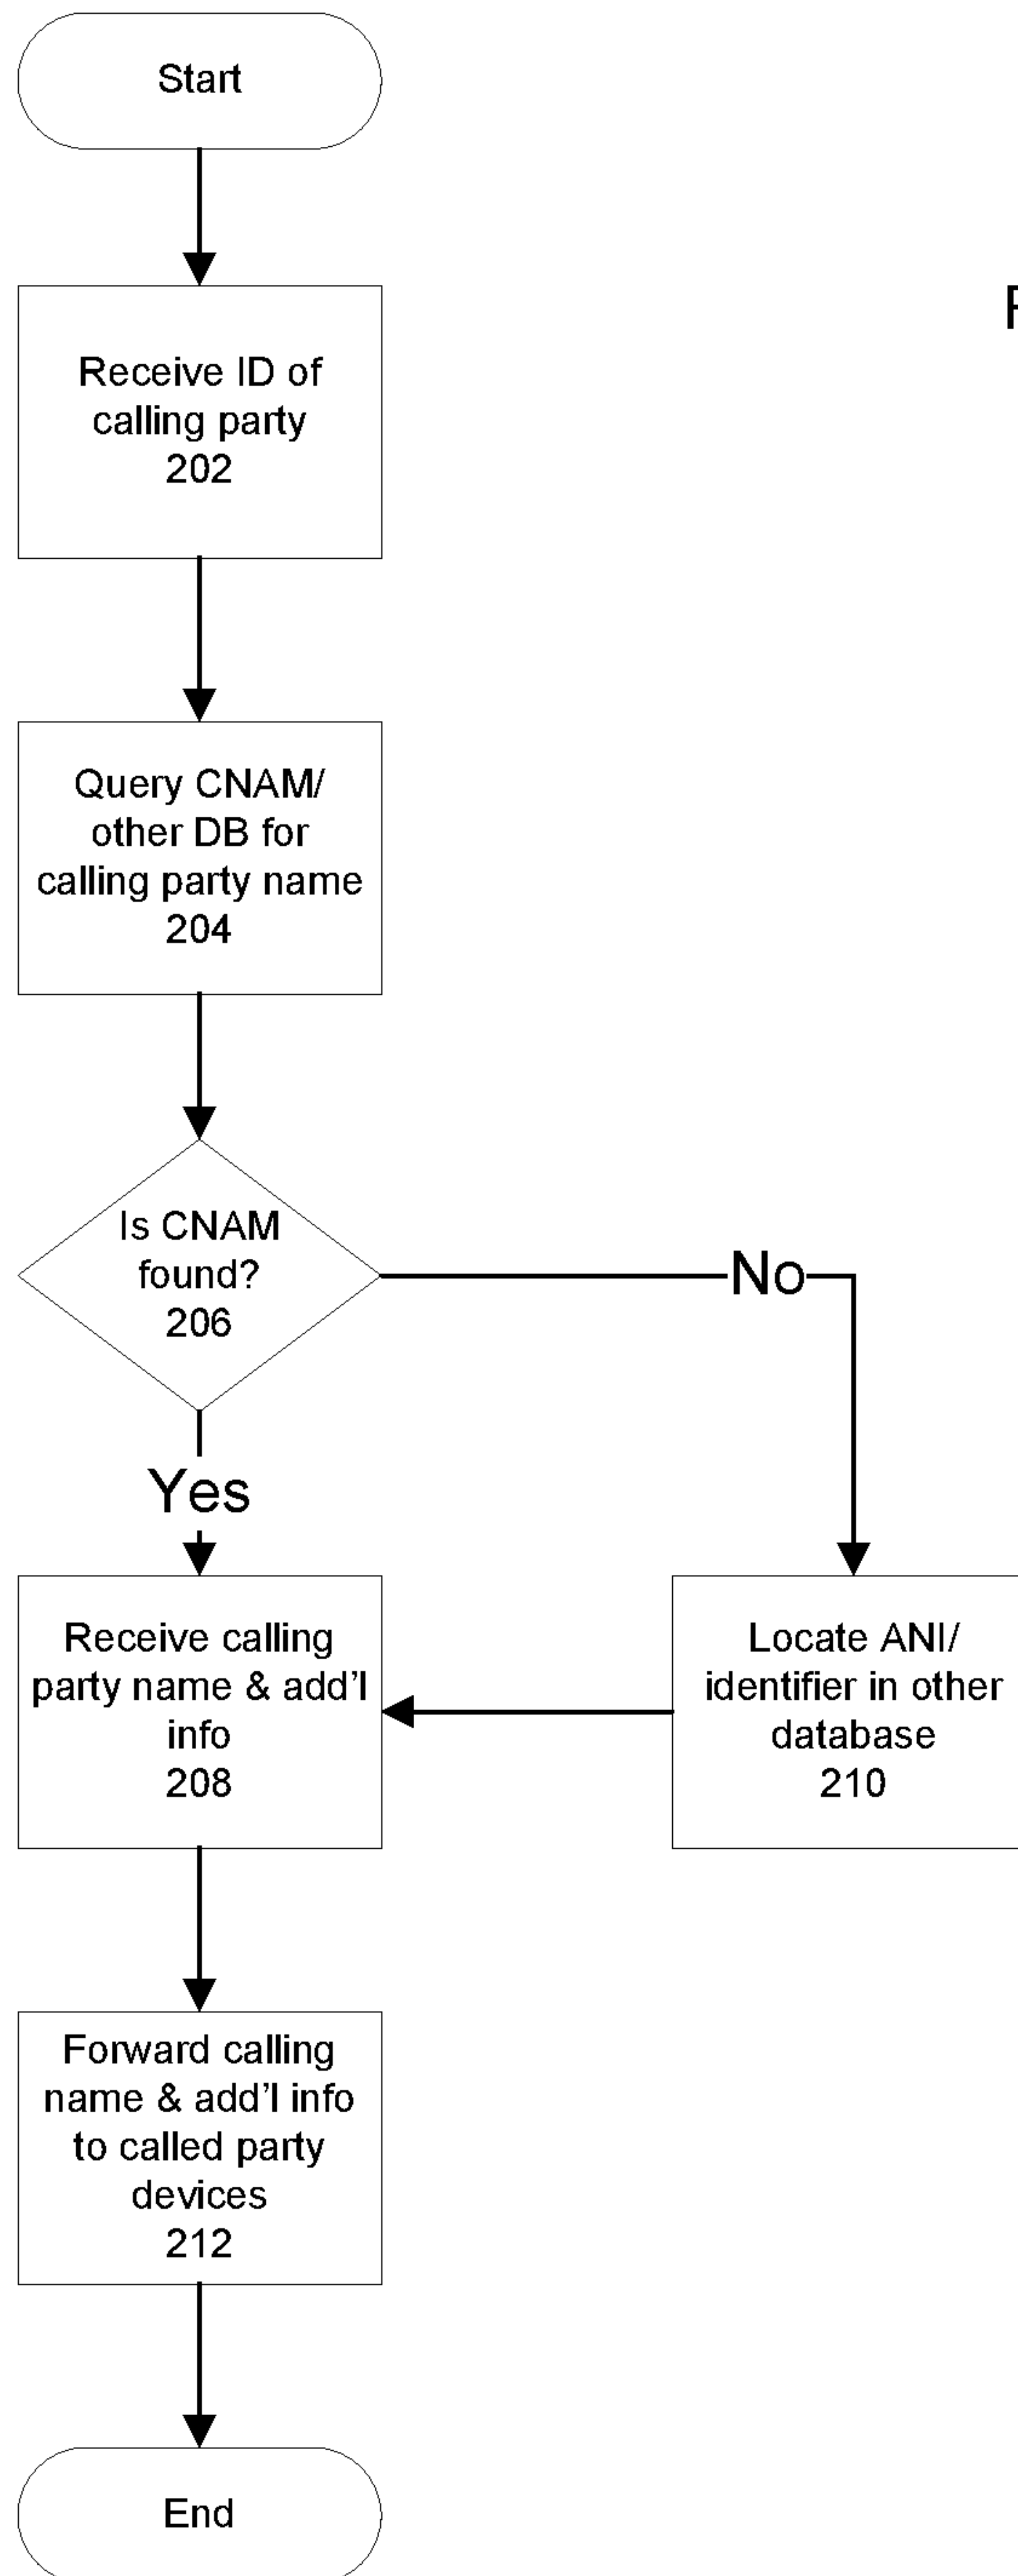 Start
Receive ID of
calling party
202
Query CNAM/
other DB for
calling party name
204
Is CNAM
found?
206
No
Yes
Receive calling
party name & add'l
info
208
Locate ANI/
identifier in other
database
210
Forward calling
name & add'l info
to called party
devices
212
End